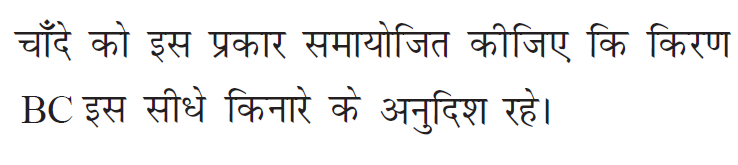 चाँदे को इस प्रकार समायोजित कीजिए कि किरण
BC इस सीधे किनारे के अनुदिश रहे।